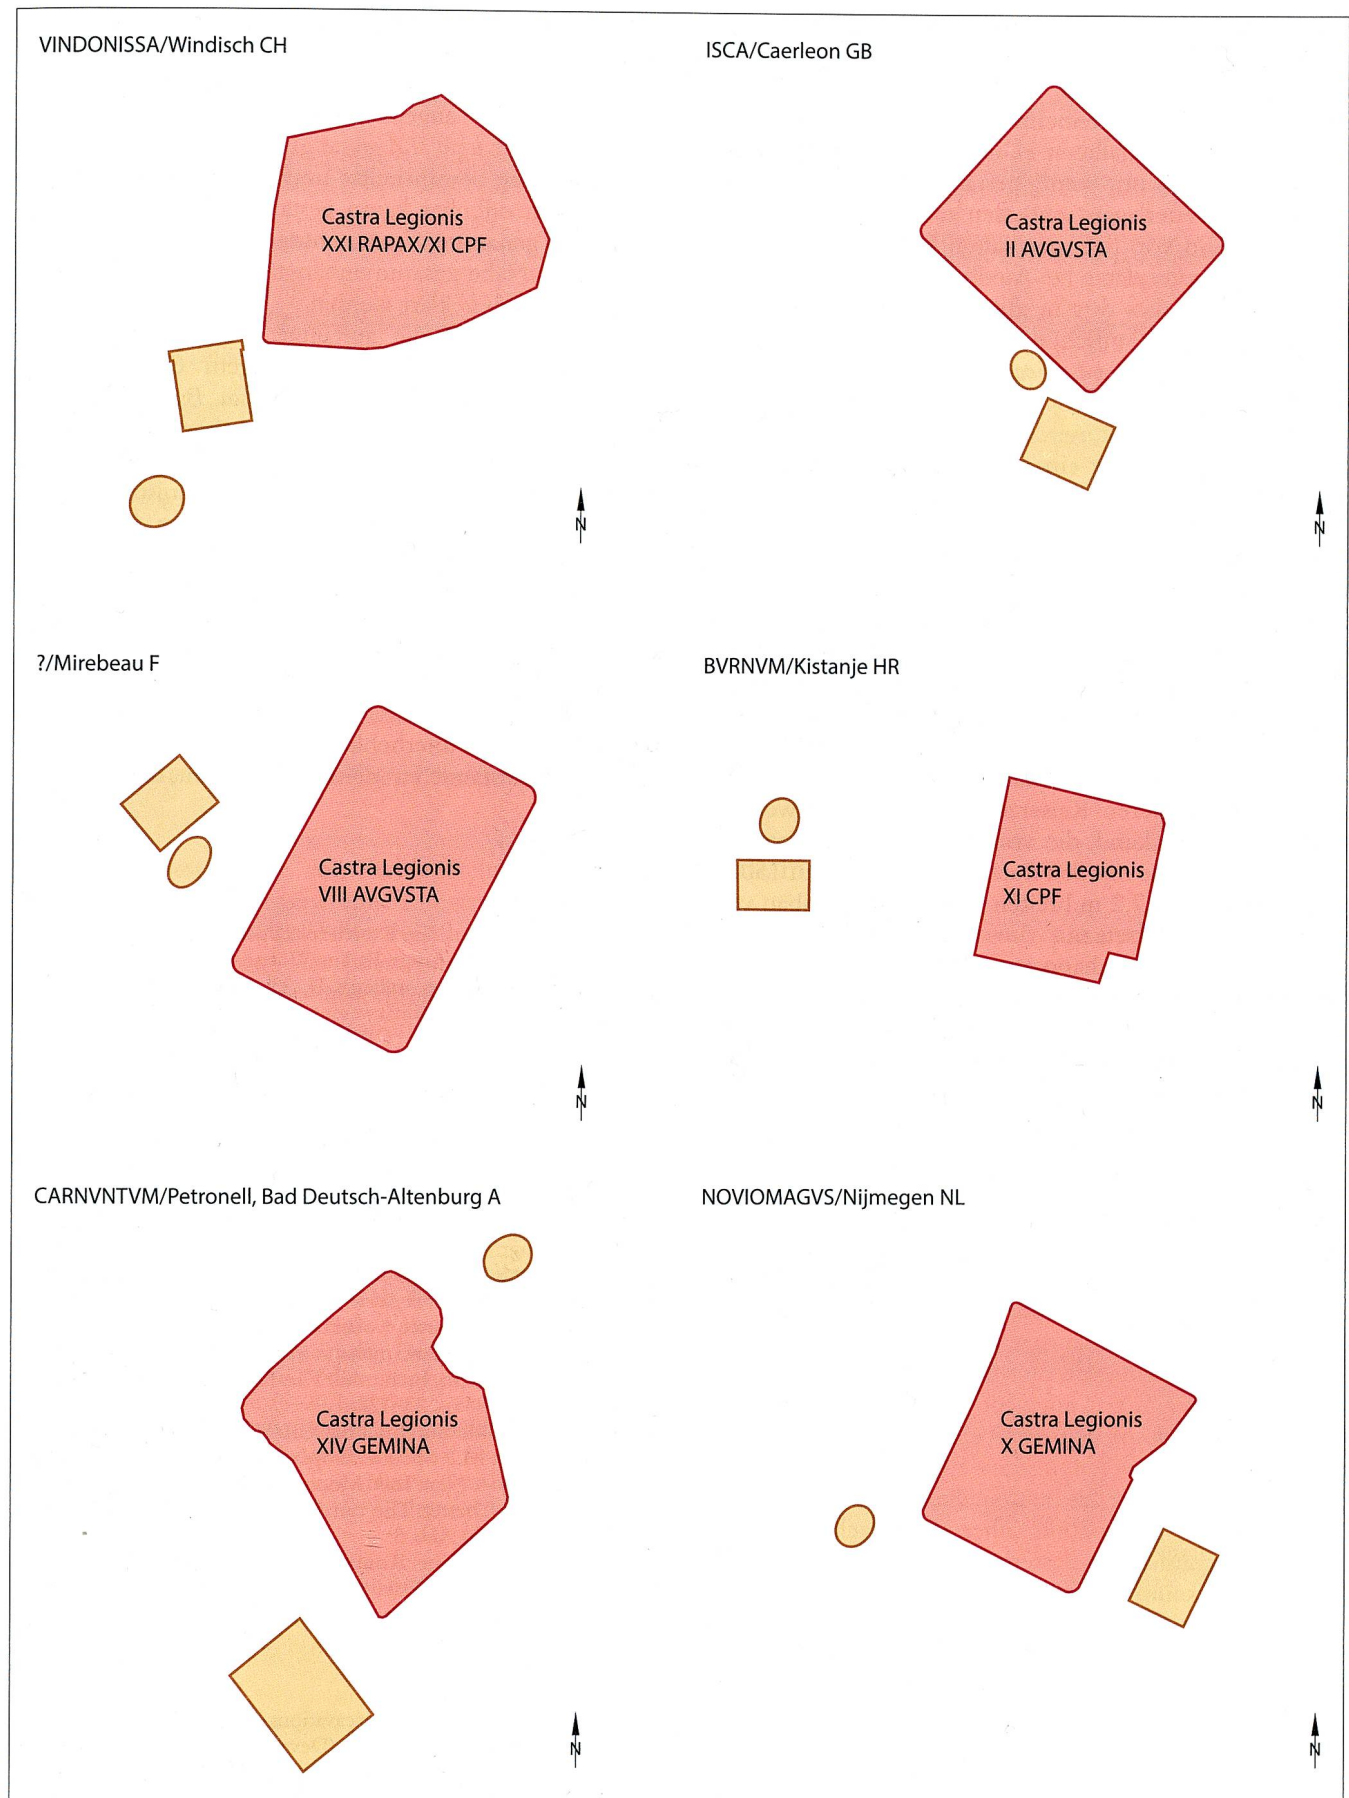 VINDONISSA/Windisch CH
Castra Legionis
XXI RAPAX/XI CPF
N
ISCA/Caerleon GB
Castra Legionis
II AVGVSTA
N
?/Mirebeau F
Castra Legionis
VIII AVGVSTA
N
BVRNVM/Kistanje HR
Castra Legionis
XI CPF
N
CARNVNTVM/Petronell, Bad Deutsch-Altenburg A
Castra Legionis
XIV GEMINA
N
NOVIOMAGVS/Nijmegen NL
Castra Legionis
X GEMINA
N